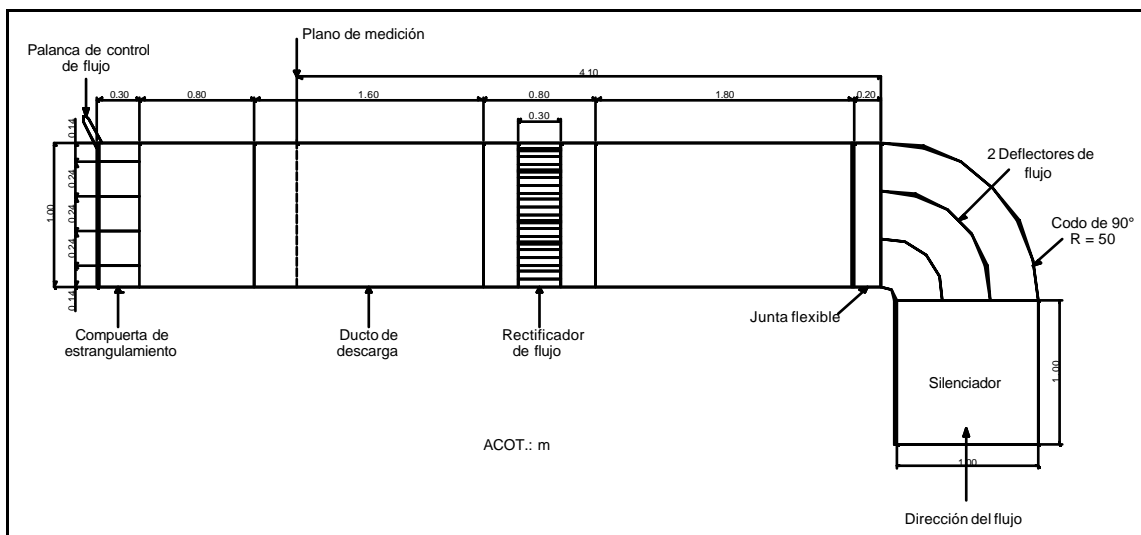 Plano de medición
Palanca de control
de flujo
4.10
0.30
0.80
1.60
0.80
1.80
0.20
0.30
0.14
0.24
0.24
0.24
0.14
1.00
2 Deflectores de
flujo
Codo de 90°
R = 50
Junta flexible
Compuerta de
estrangulamiento
Ducto de
descarga
Rectificador
de flujo
Silenciador
1.00
1.00
ACOT.: m
Dirección del flujo